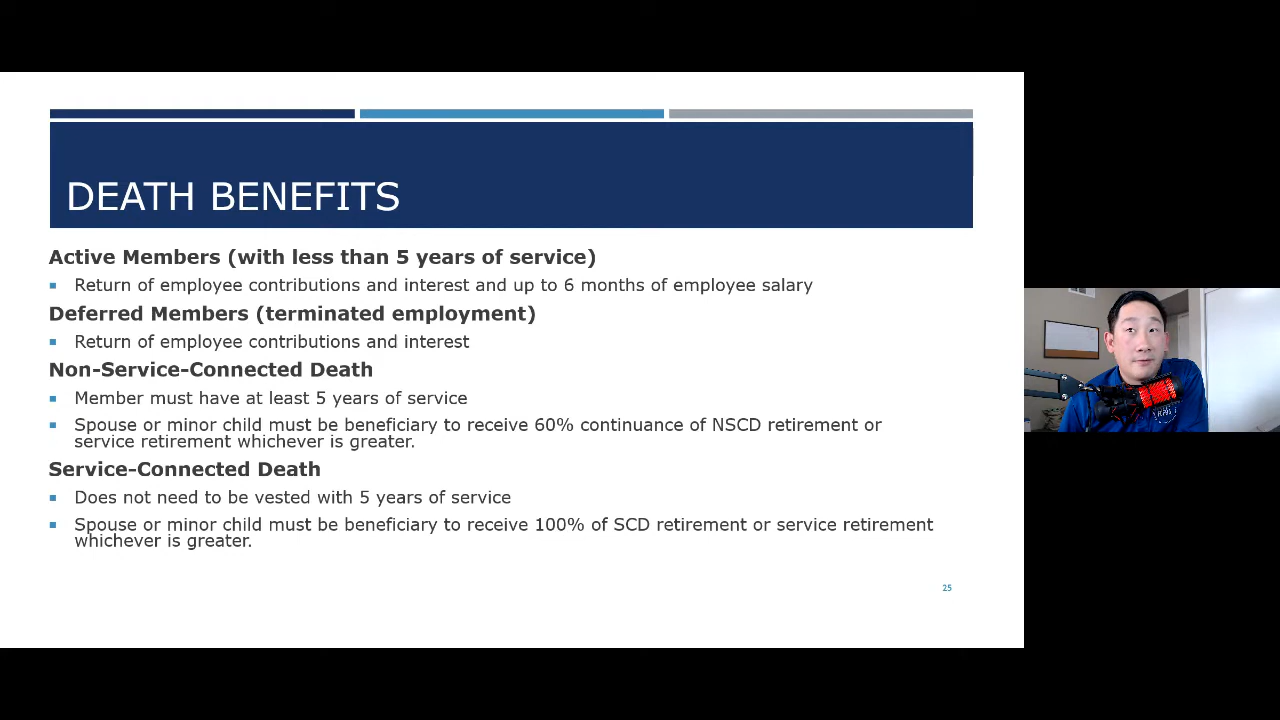 DEATH BENEFITS
Active Members (with less than 5 years of service)
Return of employee contributions and interest and up to 6 months of employee salary
Deferred Members (terminated employment)
Return of employee contributions and interest
Non-Service-Connected Death
Member must have at least 5 years of service
Spouse or minor child must be beneficiary to receive 60% continuance of NSCD retirement or
service retirement whichever is greater.
Service-Connected Death
Does not need to be vested with 5 years of service
Spouse or minor child must be beneficiary to receive 100% of SCD retirement or service retirement
whichever is greater.
25